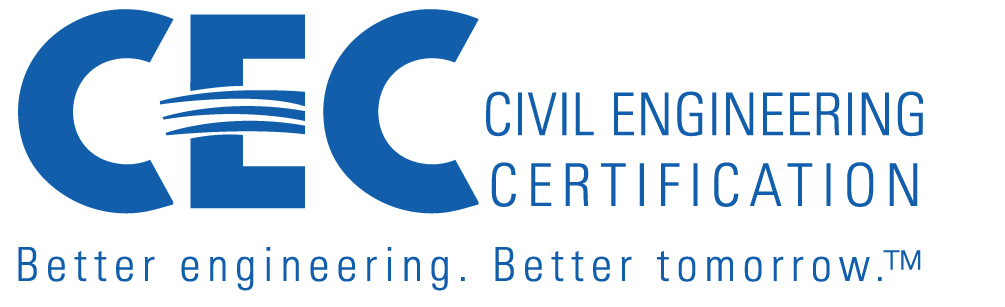 CEC
CIVIL ENGINEERING
CERTIFICATION
Better engineering. Better tomorrow.™